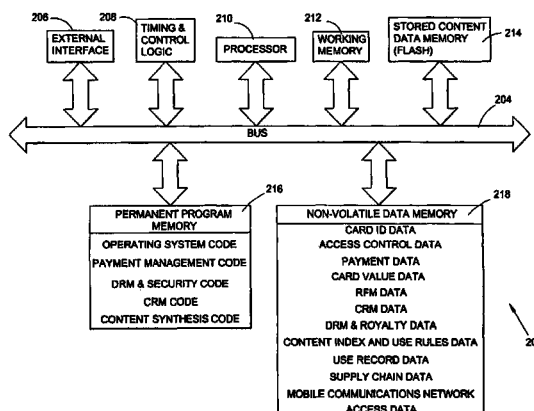 206
EXTERNAL
INTERFACE
208
TIMING &
CONTROL
LOGIC
210
PROCESSOR
212
WORKING
MEMORY
STORED CONTENT
DATA MEMORY
(FLASH)
214
204
BUS
216
PERMANENT PROGRAM
MEMORY
OPERATING SYSTEM CODE
PAYMENT MANAGEMENT CODE
DRM & SECURITY CODE
CRM CODE
CONTENT SYNTHESIS CODE
218
NON-VOLATILE DATA MEMORY
CARD ID DATA
ACCESS CONTROL DATA
PAYMENT DATA
CARD VALUE DATA
RFM DATA
CRM DATA
DRM & ROYALTY DATA
CONTENT INDEX AND USE RULES DATA
USE RECORD DATA
SUPPLY CHAIN DATA
MOBILE COMMUNICATIONS NETWORK
ACCESS DATA